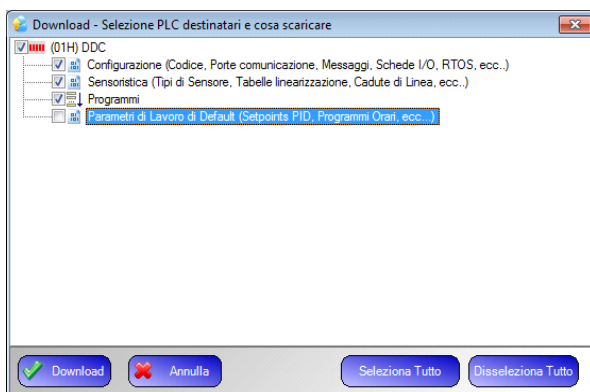 Download - Selezione PLC destinatari e cosa scaricare
(01H) DDC
Configurazione (Codice, Porte comunicazione, Messaggi, Schede I/O, RTOS, ecc..)
Sensoristica (Tipi di Sensore, Tabelle linearizzazione, Cadute di Linea, ecc..)
Programmi
Parametri di Lavoro di Default (Setpoints PID, Programmi Orari, ecc...)
Download Annulla Seleziona Tutto Disseleziona Tutto